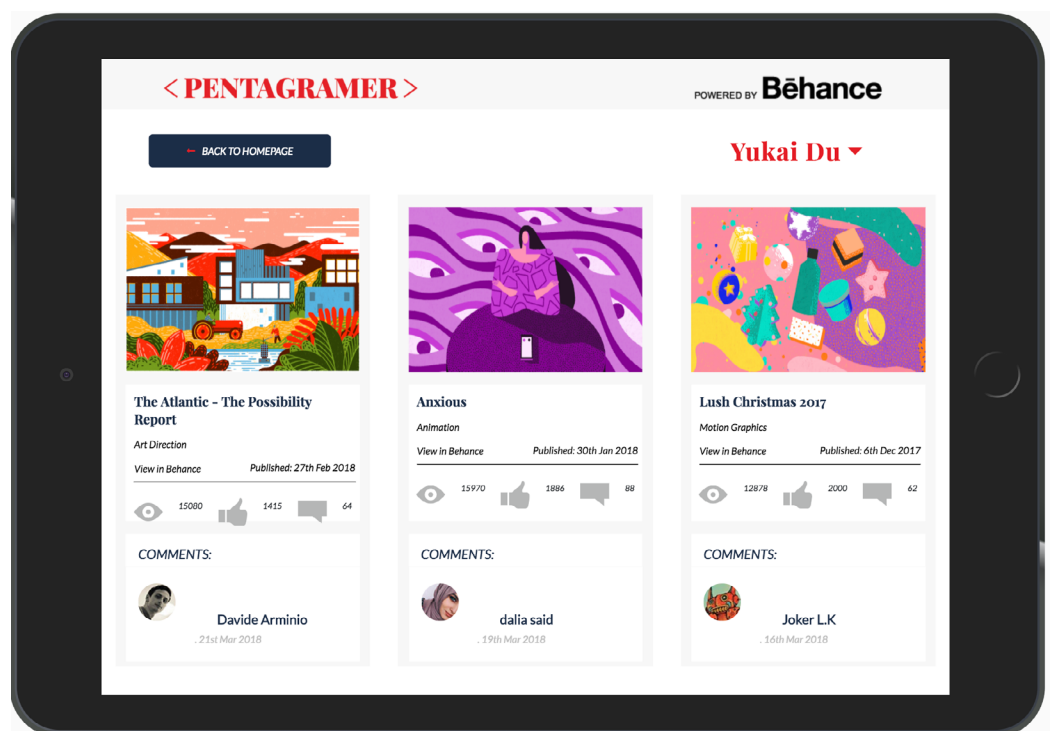 < PENTAGRAMER >
POWERED BY Bēhance
← BACK TO HOMEPAGE
Yukai Du
The Atlantic - The Possibility
Report
Art Direction
View in Behance Published: 27th Feb 2018
15080 1415 64
COMMENTS:
Davide Arminio
. 21st Mar 2018
Anxious
Animation
View in Behance Published: 30th Jan 2018
15970 1886 88
COMMENTS:
dalia said
. 19th Mar 2018
Lush Christmas 2017
Motion Graphics
View in Behance Published: 6th Dec 2017
12878 2000 62
COMMENTS:
Joker L.K
. 16th Mar 2018